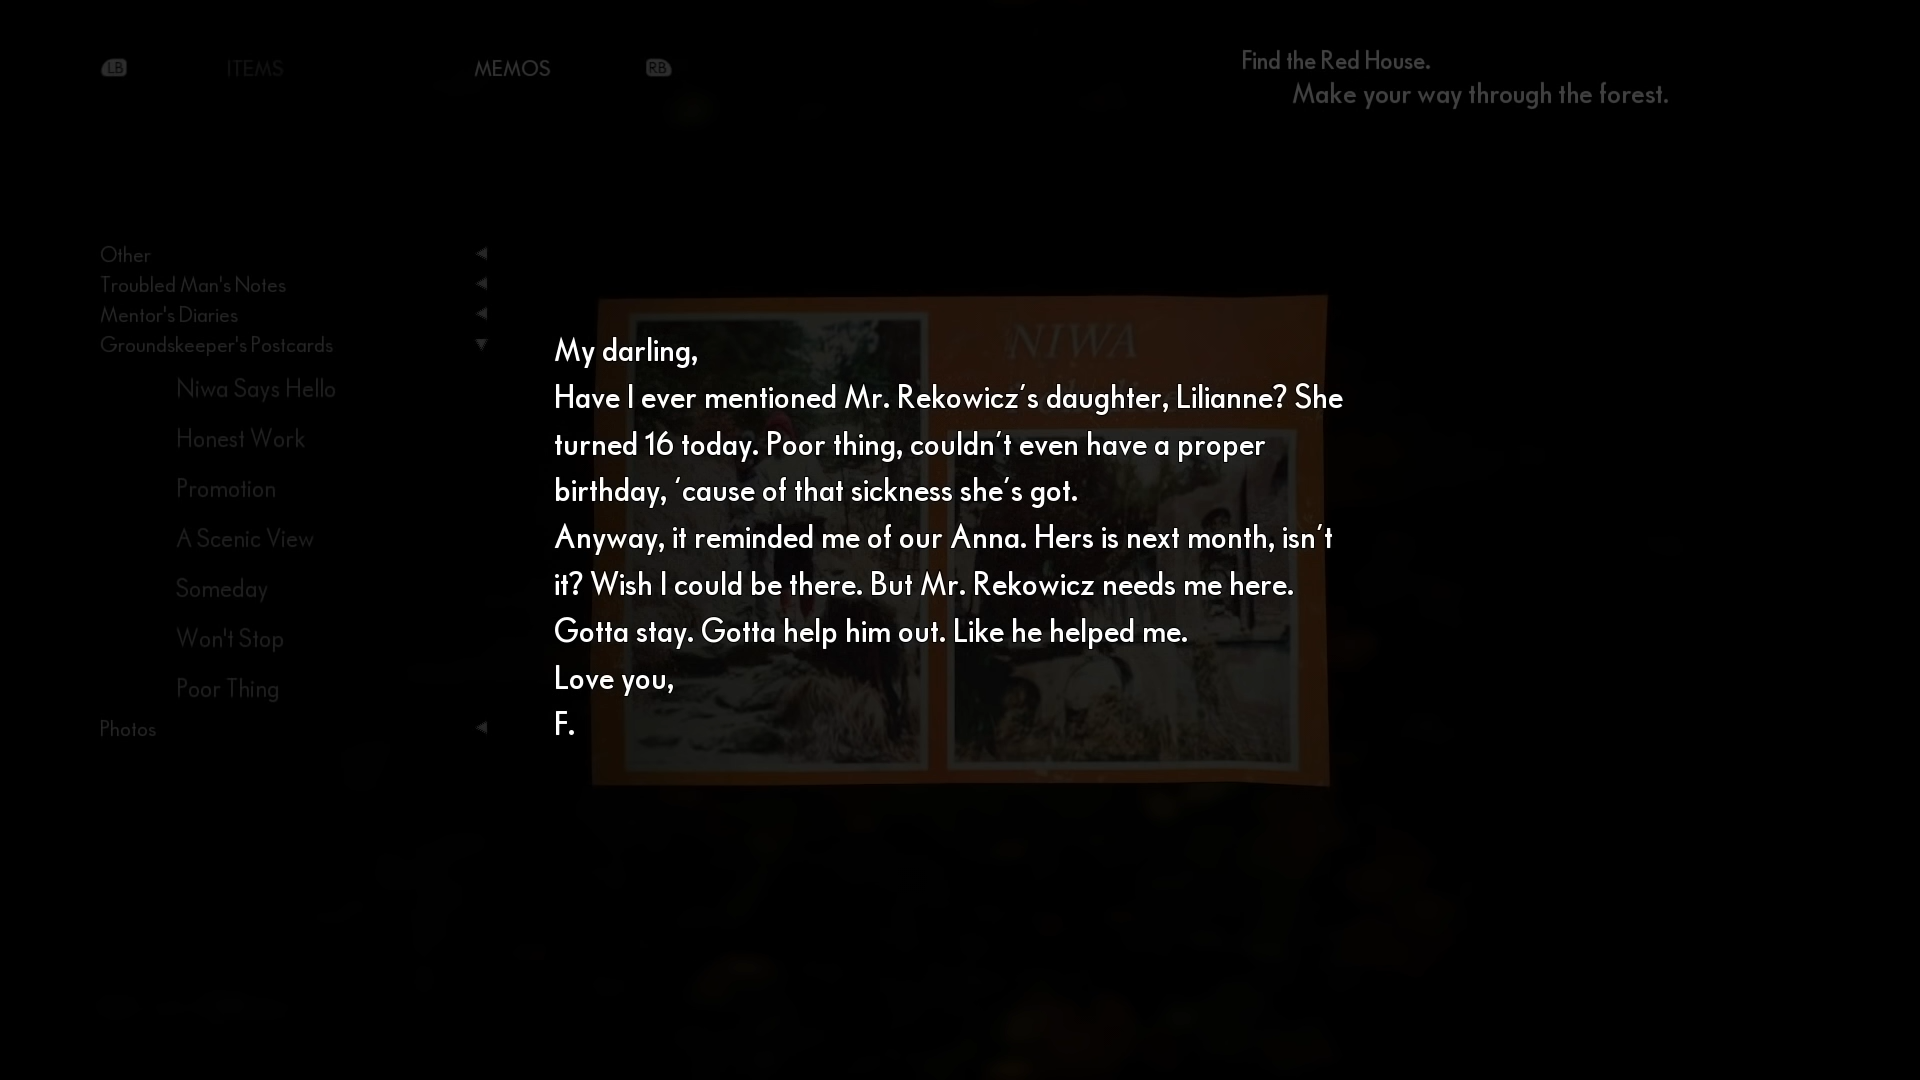 LB
ITEMS
MEMOS
RB
Find the Red House.
Make your way through the forest.
Other
Troubled Man's Notes
Mentor's Diaries
Groundskeeper's Postcards
Niwa Says Hello
Honest Work
Promotion
A Scenic View
Someday
Won't Stop
Poor Thing
Photos
NIWA
My darling,
Have I ever mentioned Mr. Rekowicz's daughter, Lilianne? She
turned 16 today. Poor thing, couldn't even have a proper
birthday, 'cause of that sickness she's got.
Anyway, it reminded me of our Anna. Hers is next month, isn't
it? Wish I could be there. But Mr. Rekowicz needs me here.
Gotta stay. Gotta help him out. Like he helped me.
Love you,
F.